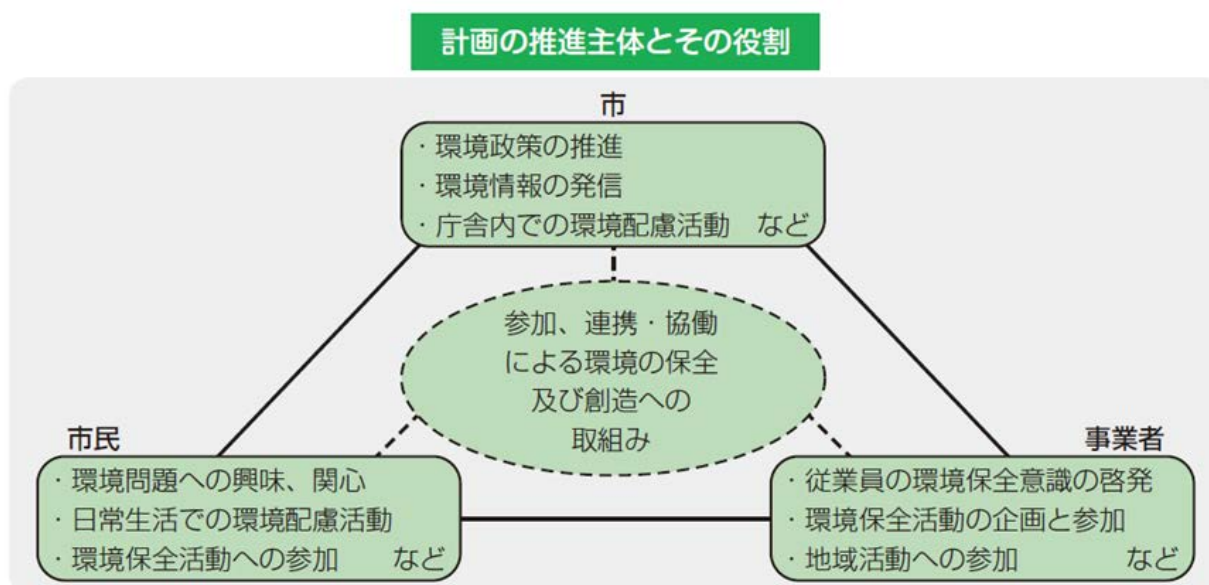 計画の推進主体とその役割
市
・環境政策の推進
・環境情報の発信
・庁舎内での環境配慮活動　など
参加、連携・協働
による環境の保全
及び創造への
取組み
市民
・環境問題への興味、関心
・日常生活での環境配慮活動
・環境保全活動への参加　　など
事業者
・従業員の環境保全意識の啓発
・環境保全活動の企画と参加
・地域活動への参加　　　　など